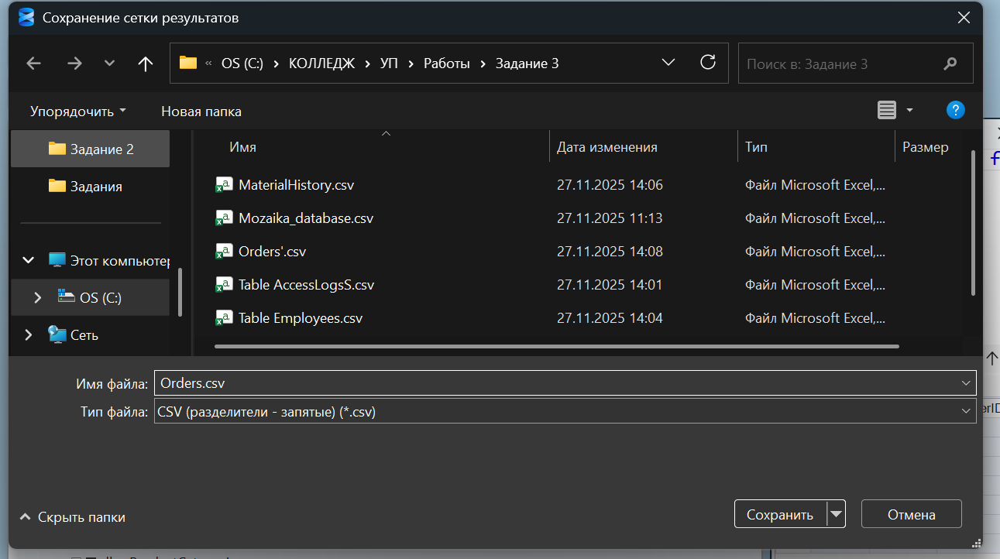 Сохранение сетки результатов
« OS (C:) › КОЛЛЕДЖ › УП › Работы › Задание 3
Поиск в: Задание 3
Упорядочить
Новая папка
?
Задание 2
Задания
Этот компьютер
OS (C:)
Сеть
Имя Дата изменения Тип Размер
MaterialHistory.csv 27.11.2025 14:06 Файл Microsoft Excel,...
Mozaika_database.csv 27.11.2025 11:13 Файл Microsoft Excel,...
Orders'.csv 27.11.2025 14:08 Файл Microsoft Excel,...
Table AccessLogsS.csv 27.11.2025 14:01 Файл Microsoft Excel,...
Table Employees.csv 27.11.2025 14:04 Файл Microsoft Excel,...
Имя файла: Orders.csv
Тип файла: CSV (разделители - запятые) (*.csv)
Скрыть папки
Сохранить
Отмена
erID